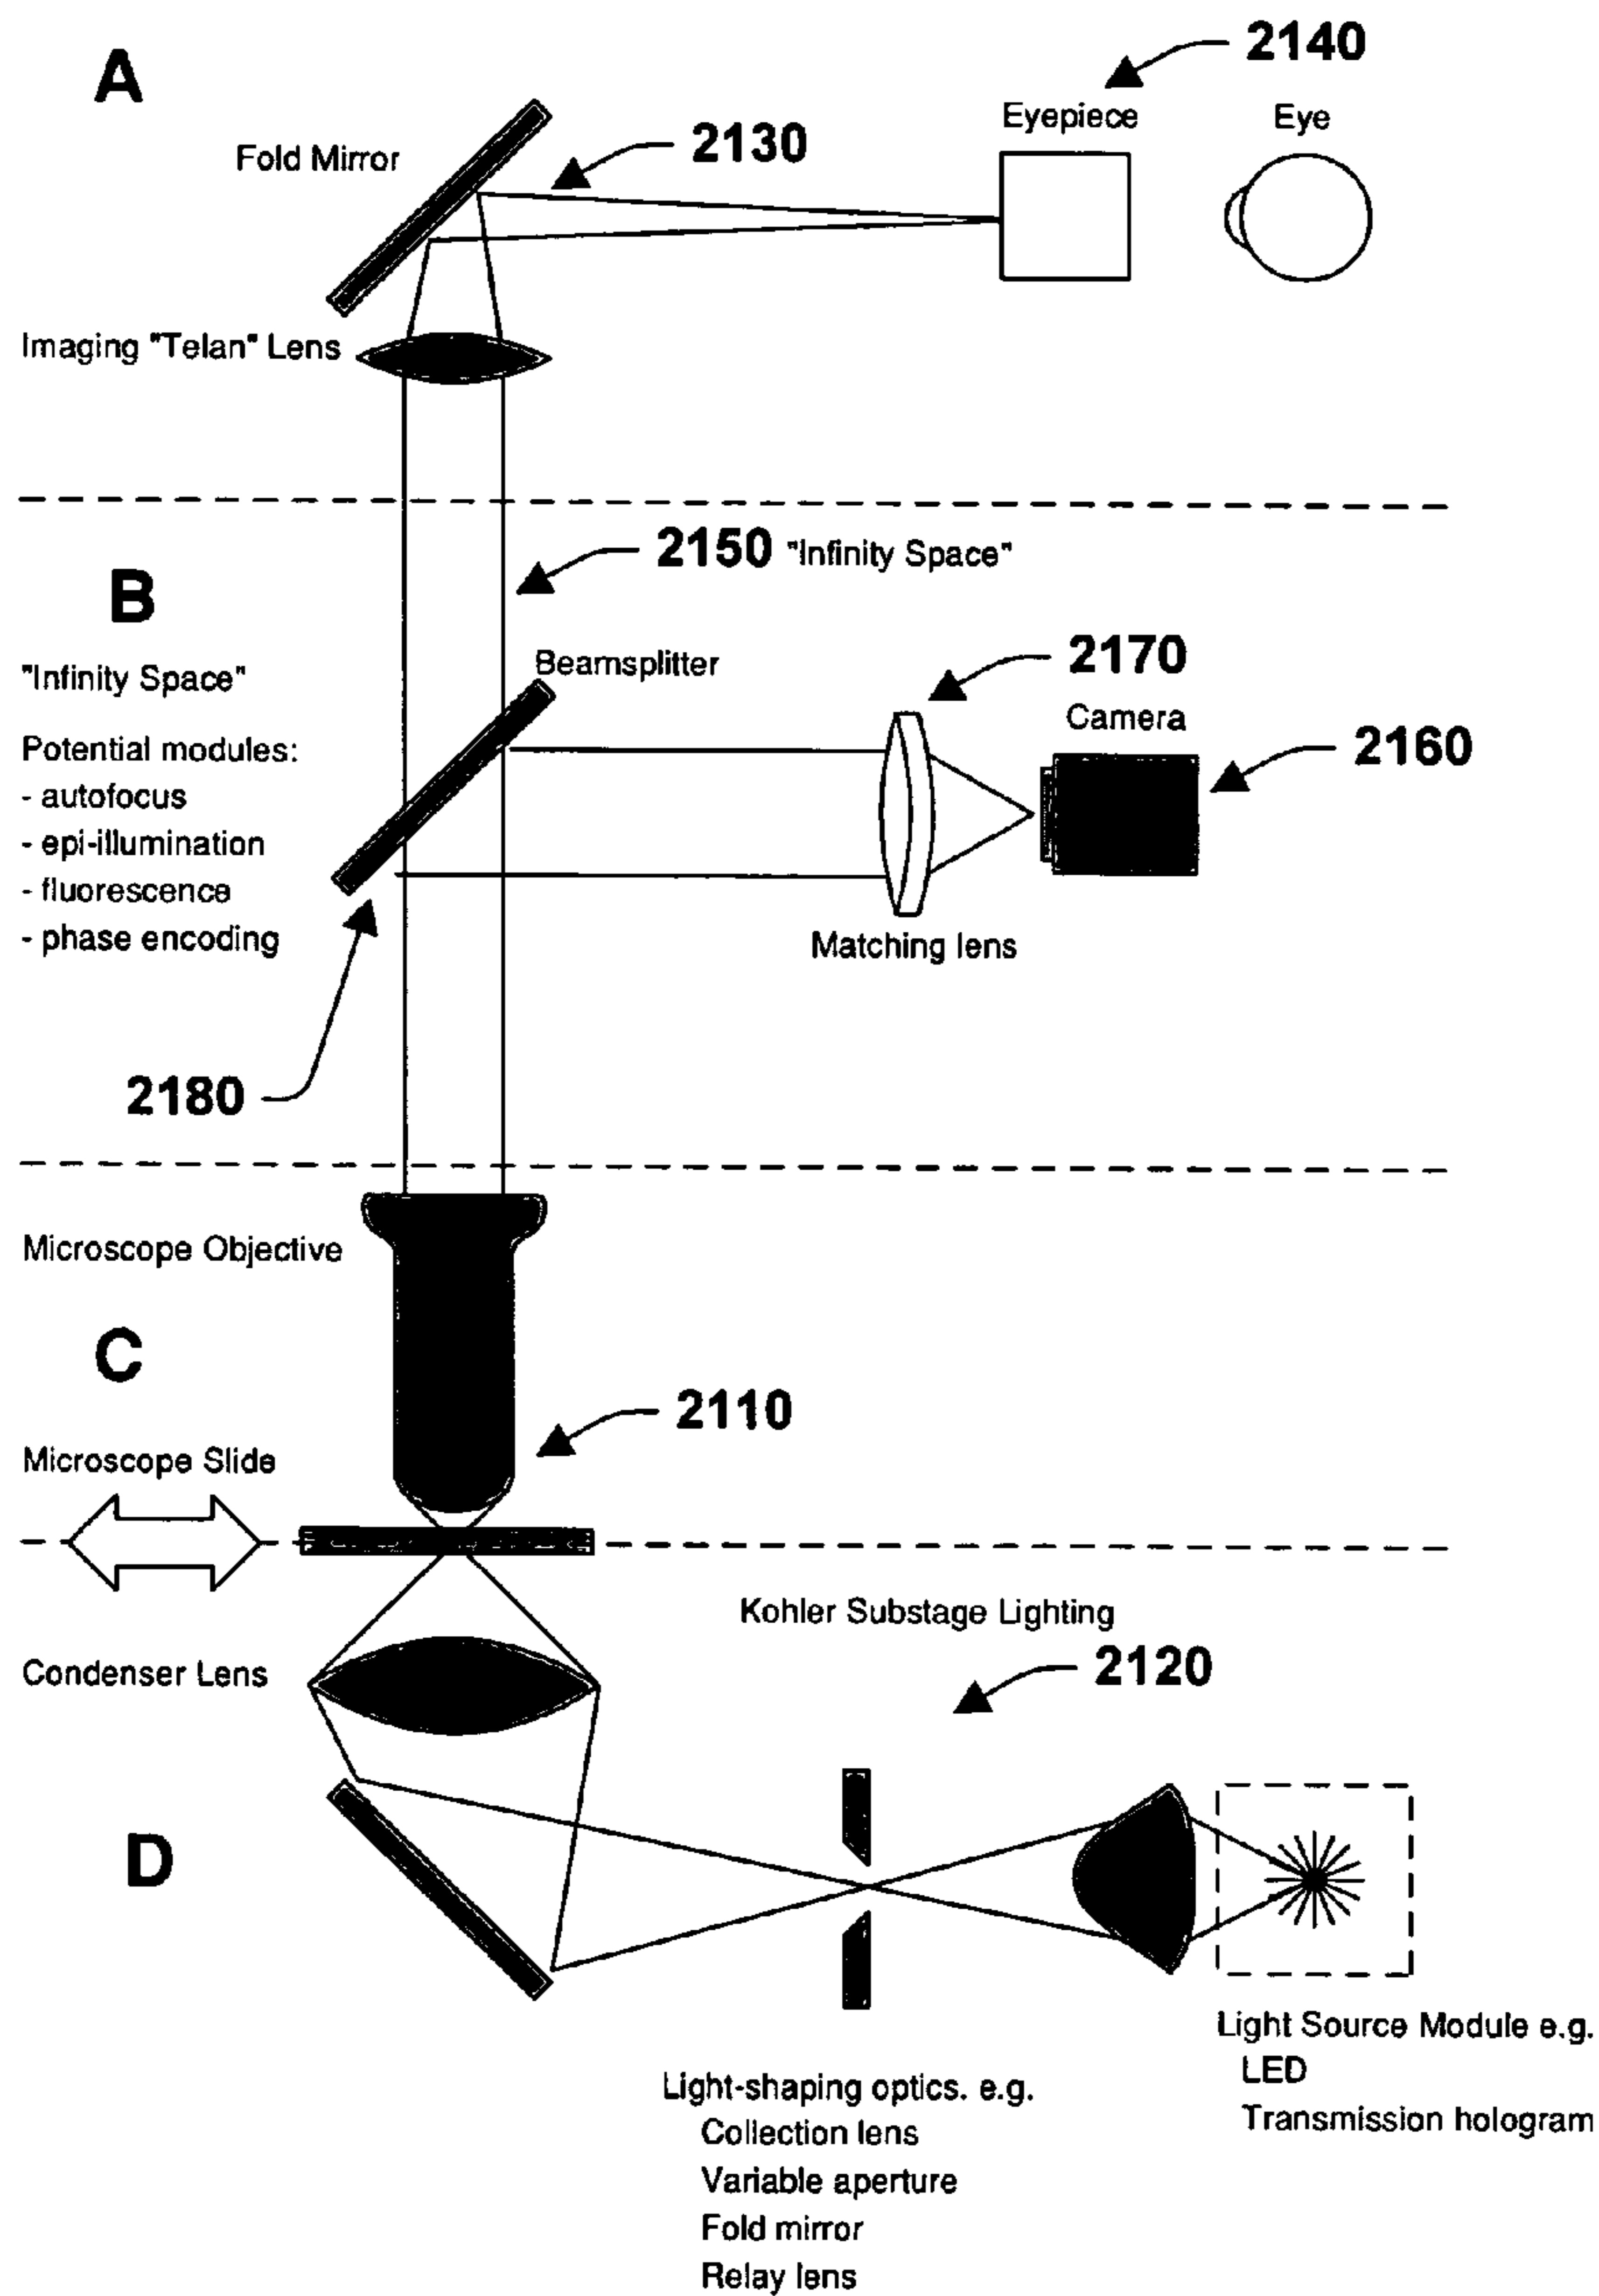 A
2140
Eyepiece
Eye
Fold Mirror
2130
Imaging "Telan" Lens
2150 "Infinity Space"
B
"Infinity Space"
Beamsplitter
2170
Camera
2160
Potential modules:
- autofocus
- epi-illumination
- fluorescence
- phase encoding
Matching lens
2180
Microscope Objective
C
2110
Microscope Slide
Kohler Substage Lighting
Condenser Lens
2120
D
Light Source Module e.g.
LED
Transmission hologram
Light-shaping optics. e.g.
Collection lens
Variable aperture
Fold mirror
Relay lens